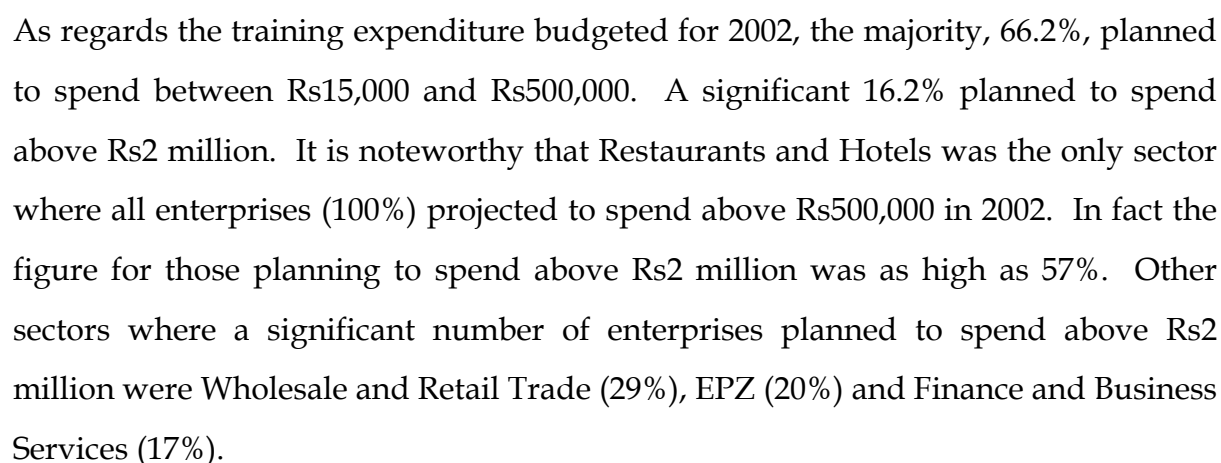 As regards the training expenditure budgeted for 2002, the majority, 66.2%, planned
to spend between Rs15,000 and Rs500,000. A significant 16.2% planned to spend
above Rs2 million. It is noteworthy that Restaurants and Hotels was the only sector
where all enterprises (100%) projected to spend above Rs500,000 in 2002. In fact the
figure for those planning to spend above Rs2 million was as high as 57%. Other
sectors where a significant number of enterprises planned to spend above Rs2
million were Wholesale and Retail Trade (29%), EPZ (20%) and Finance and Business
Services (17%).